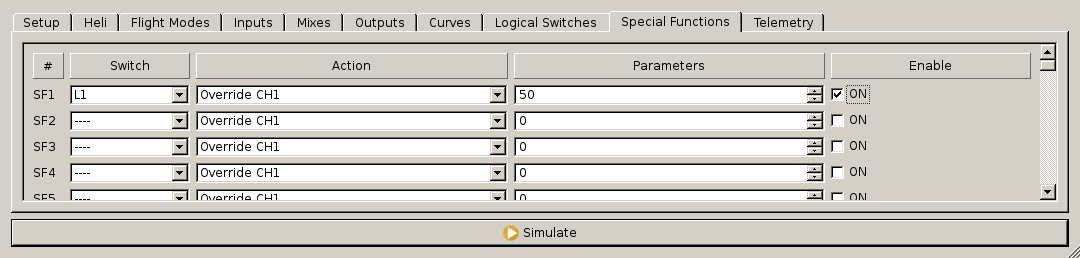 Setup Heli Flight Modes Inputs Mixes Outputs Curves Logical Switches Special Functions Telemetry
# Switch Action Parameters Enable
SF1 L1 Override CH1 50 ON
SF2 ---- Override CH1 0 ON
SF3 ---- Override CH1 0 ON
SF4 ---- Override CH1 0 ON
SF5 ---- Override CH1 0 ON
Simulate